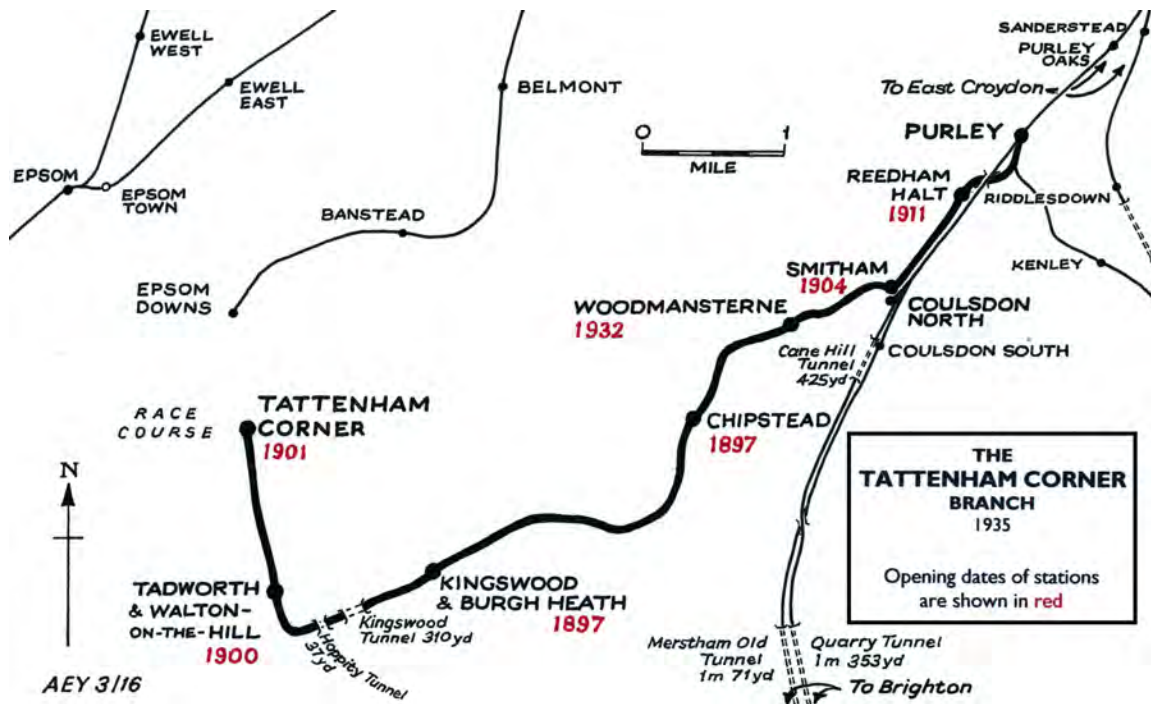 EWELL
WEST
EWELL
EAST
EPSOM
EPSOM
TOWN
BELMONT
BANSTEAD
EPSOM
DOWNS
0 1
MILE
SANDERSTEAD
PURLEY
OAKS
To East Croydon
PURLEY
REEDHAM
HALT
1911
RIDDLESDOWN
KENLEY
SMITHAM
1904
COULSDON
NORTH
COULSDON SOUTH
WOODMANSTERNE
1932
Cane Hill
Tunnel
425yd
CHIPSTEAD
1897
RACE
COURSE
TATTENHAM
CORNER
1901
N
TADWORTH
& WALTON-
ON-THE-HILL
1900
Hoppity Tunnel
37yd
Kingswood
Tunnel 310yd
KINGSWOOD
& BURGH HEATH
1897
Merstham Old
Tunnel
1m 71yd
Quarry Tunnel
1m 353yd
To Brighton
THE
TATTENHAM CORNER
BRANCH
1935
Opening dates of stations
are shown in red
AEY 3/16